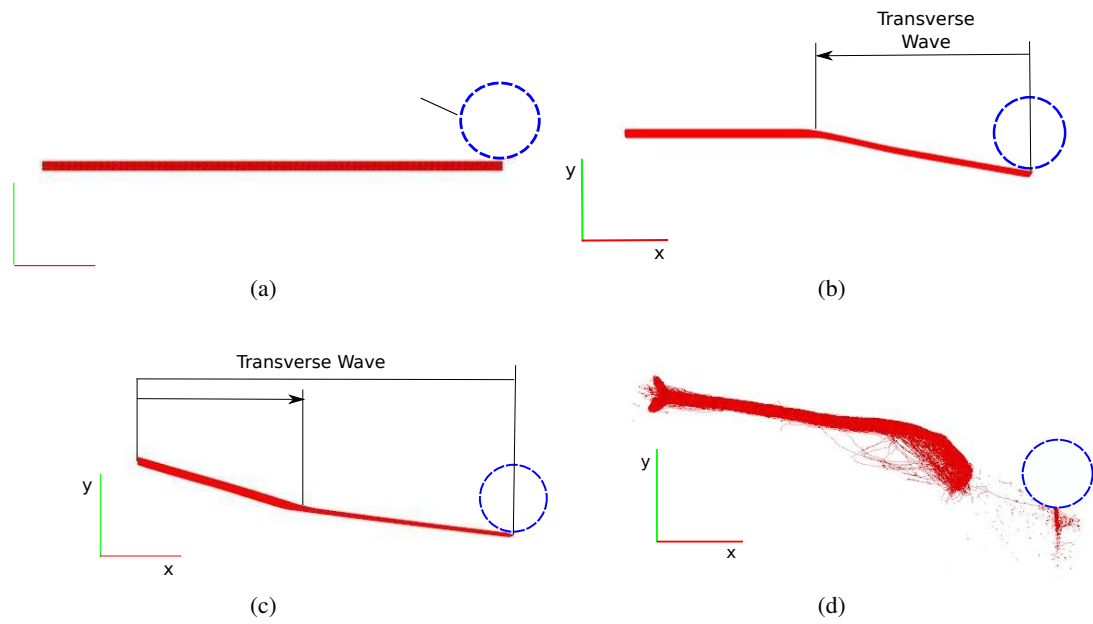 Transverse
Wave
y
x
(a)
(b)
Transverse Wave
y
x
y
x
(c)
(d)